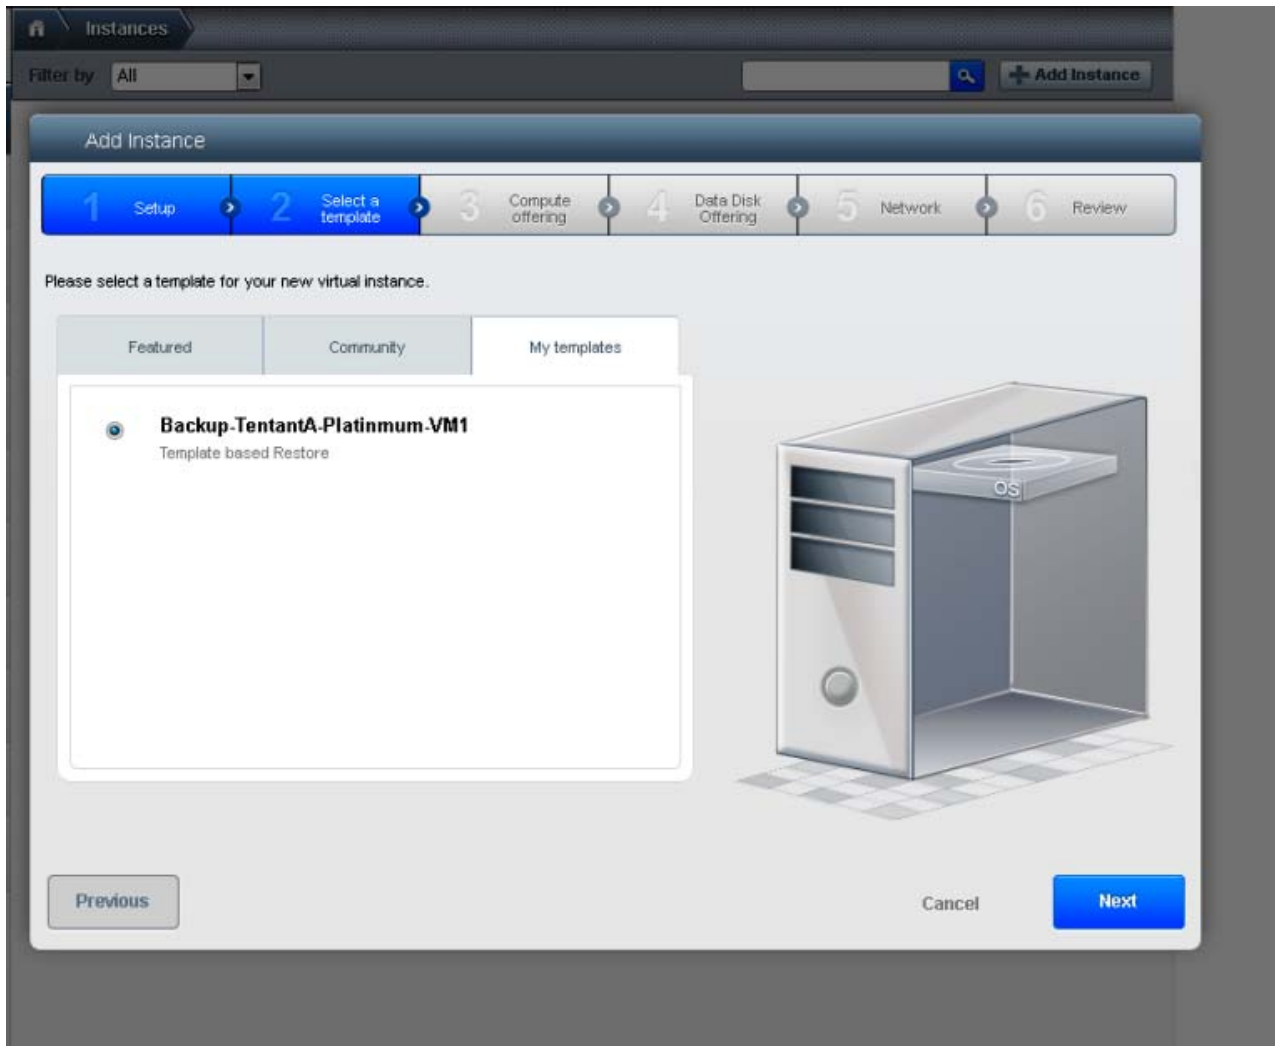 Instances
Filter by All
Add Instance
Add Instance
1 Setup 2 Select a template 3 Compute offering 4 Data Disk Offering 5 Network 6 Review
Please select a template for your new virtual instance.
Featured Community My templates
Backup-TentantA-Platinmum-VM1
Template based Restore
OS
Previous Cancel Next